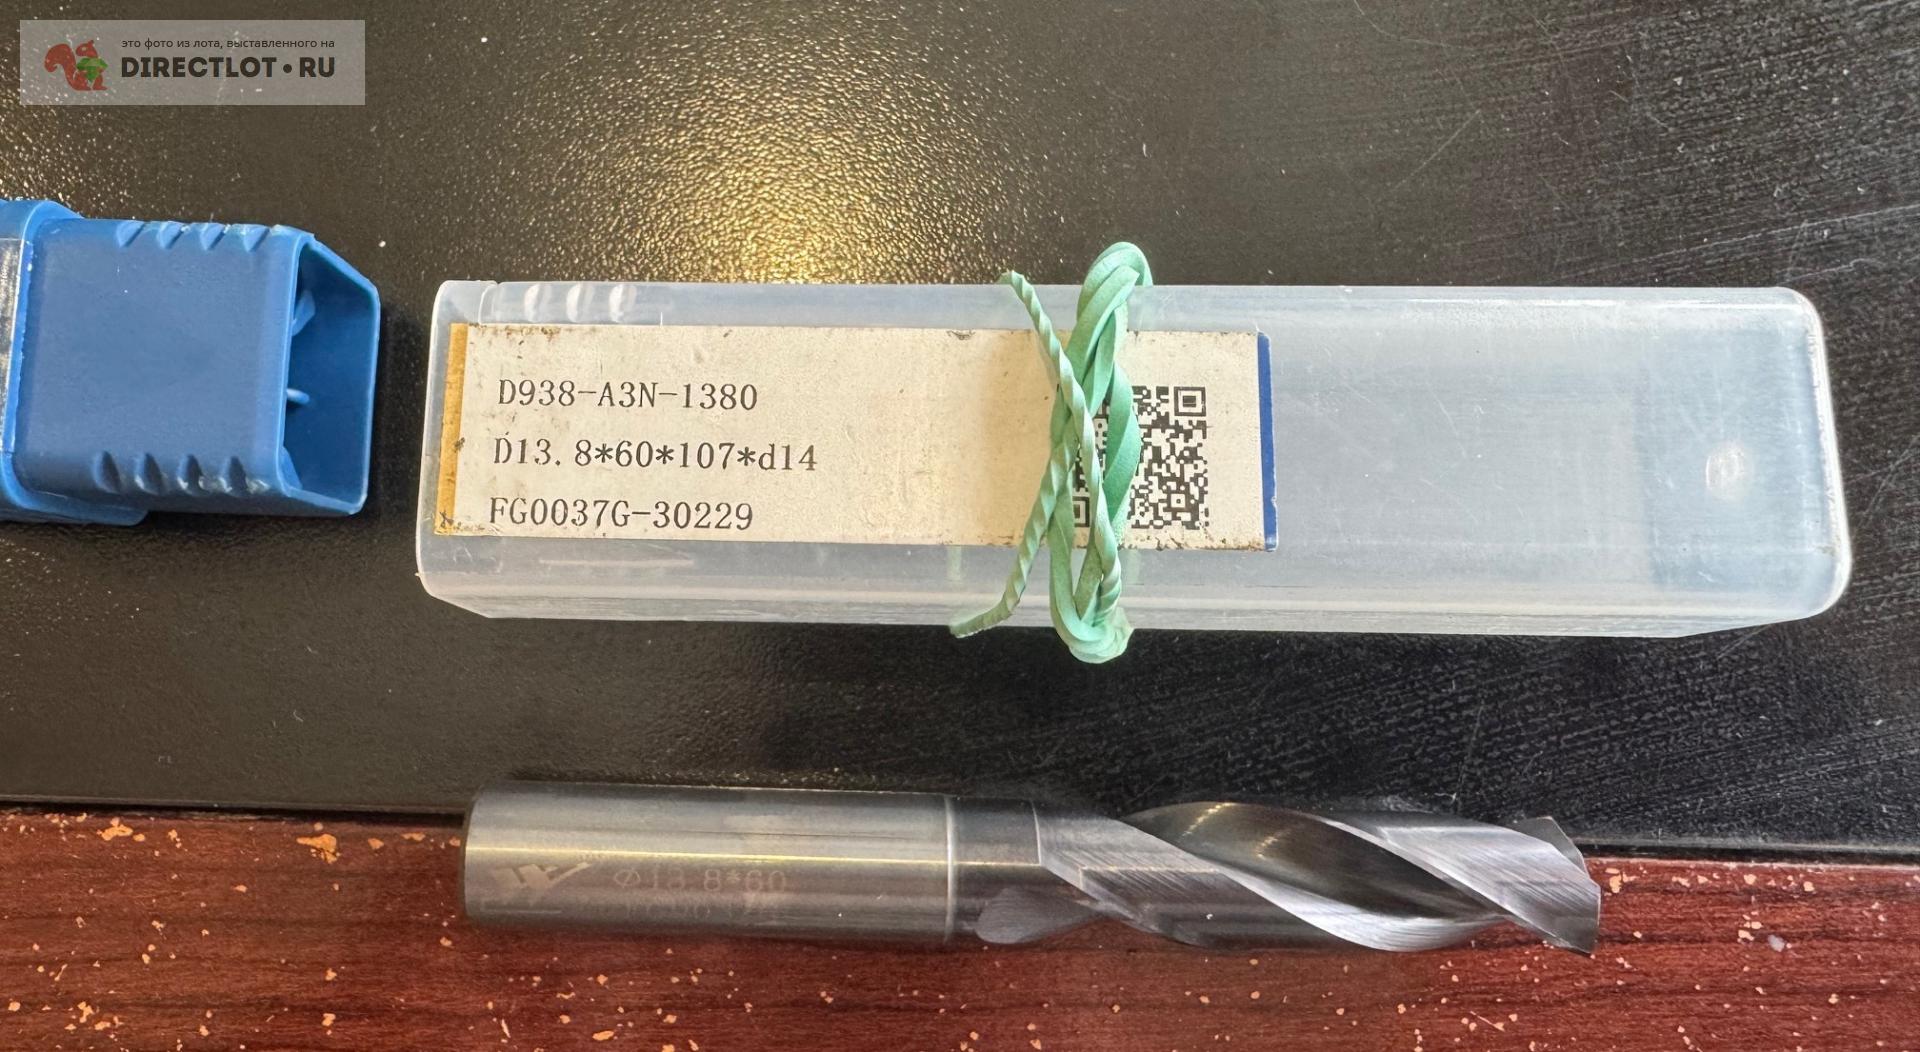 это фото из лота, выставленного на
DIRECTLOT • RU
D938-A3N-1380
D13.8*60*107*d14
FG0037G-30229
Ø13.8*60